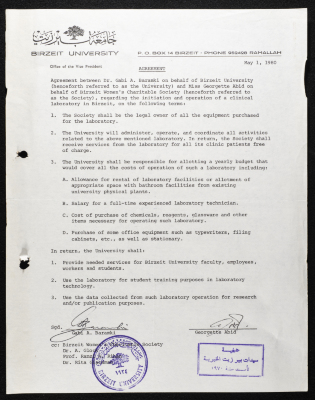 جامعة بيرزيت
BIRZEIT UNIVERSITY
P. O. BOX 14 BIRZEIT - PHONE 952408 RAMALLAH
Office of the Vice President
May 1, 1980
AGREEMENT
Agreement between Dr. Gabi A. Baramki on behalf of Birzeit University
(henceforth referred to as the University) and Miss Georgette Abid on
behalf of Birzeit Women's Charitable Society (henceforth referred to
as the Society), regarding the initiation and operation of a clinical
laboratory in Birzeit, on the following terms:
1. The Society shall be the legal owner of all the equipment purchased
for the laboratory.
2. The University will administer, operate, and coordinate all activities
related to the above mentioned laboratory. In return, the Society shall
receive services from the laboratory for all its clinic patients free
of charge.
3. The University shall be responsible for allotting a yearly budget that
would cover all the costs of operation of such a laboratory including:
A. Allowance for rental of laboratory facilities or allotment of
appropriate space with bathroom facilities from existing
university physical plants.
B. Salary for a full-time experienced laboratory technician.
C. Cost of purchase of chemicals, reagents, glassware and other
items necessary for operating such laboratory.
D. Purchase of some office equipment such as typewriters, filing
cabinets, etc., as well as stationery.
In return, the University shall:
1. Provide needed services for Birzeit University faculty, employees,
workers and students.
2. Use the laboratory for student training purposes in laboratory
technology.
3. Use the data collected from such laboratory operation for research
and/or publication purposes.
Sgd.
Gabi A. Baramki
Georgette Abid
cc: Birzeit Women's Society
Dr. A.
Prof. Ramzi
Dr. Rita
جمعية
سيدات بير زيت الخيرية